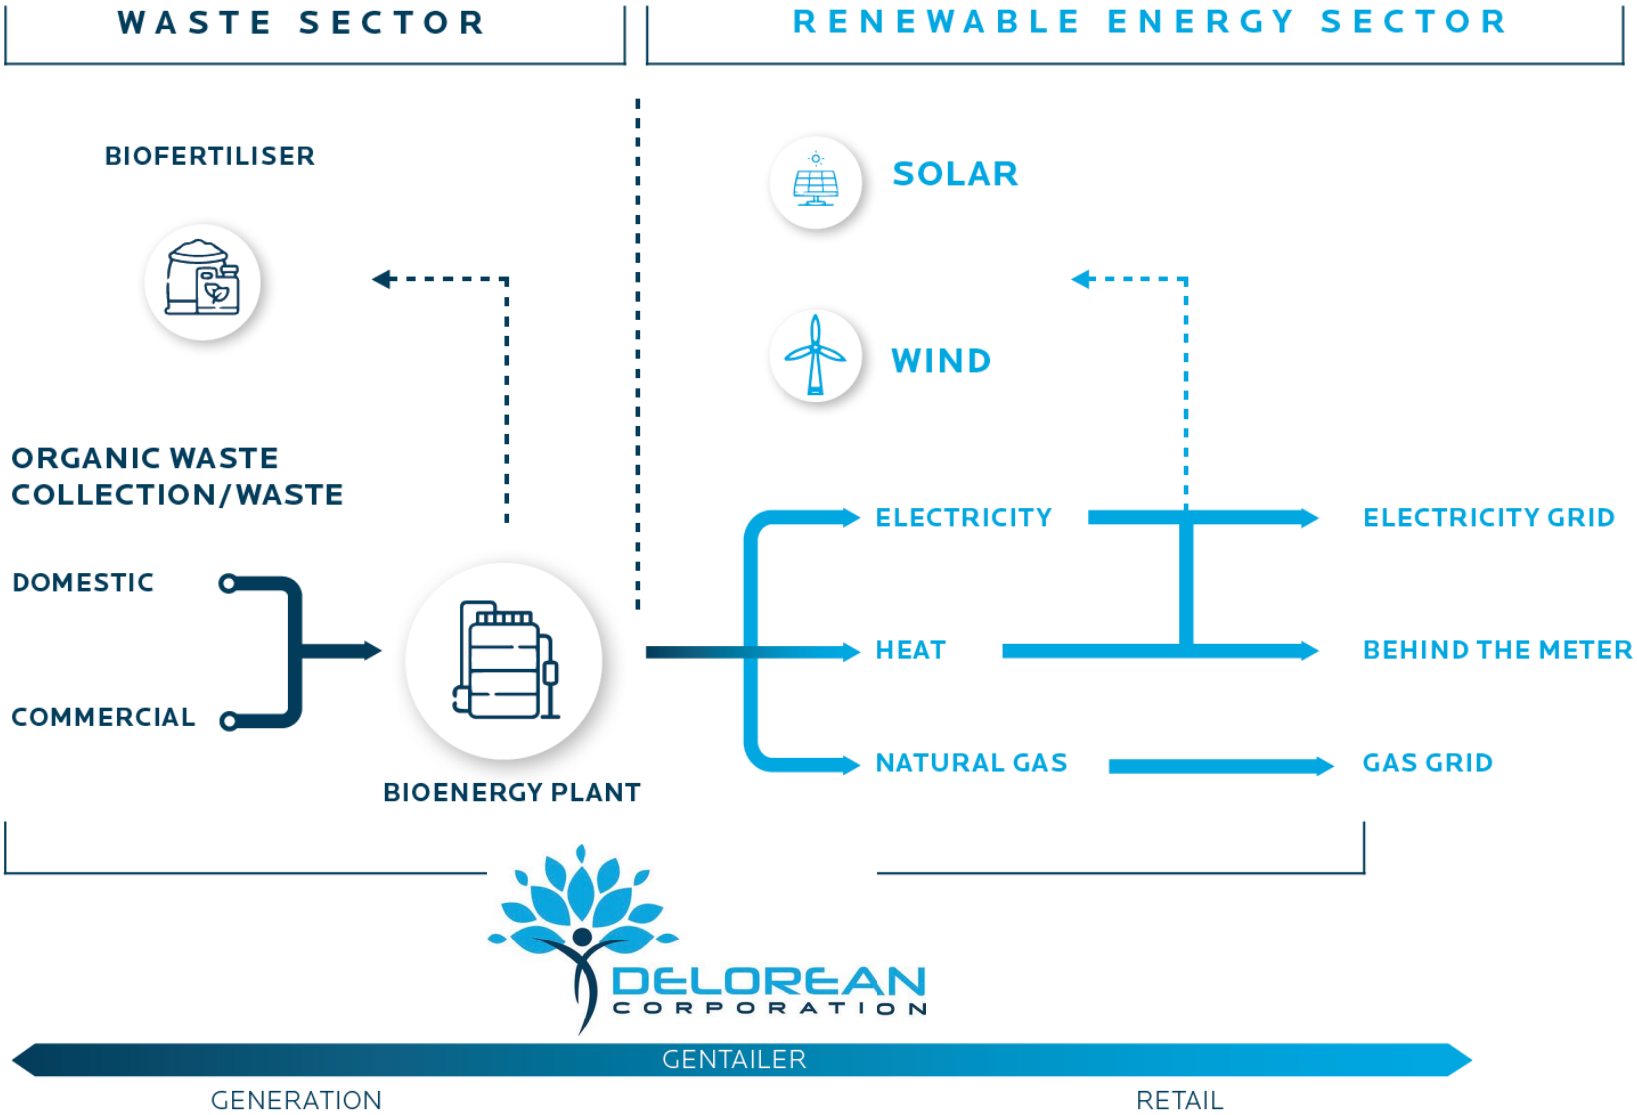 WASTE SECTOR
RENEWABLE ENERGY SECTOR
BIOFERTILISER
SOLAR
WIND
ORGANIC WASTE
COLLECTION/WASTE
DOMESTIC
COMMERCIAL
BIOENERGY PLANT
ELECTRICITY
ELECTRICITY GRID
HEAT
BEHIND THE METER
NATURAL GAS
GAS GRID
DELOREAN
CORPORATION
GENTAILER
GENERATION
RETAIL